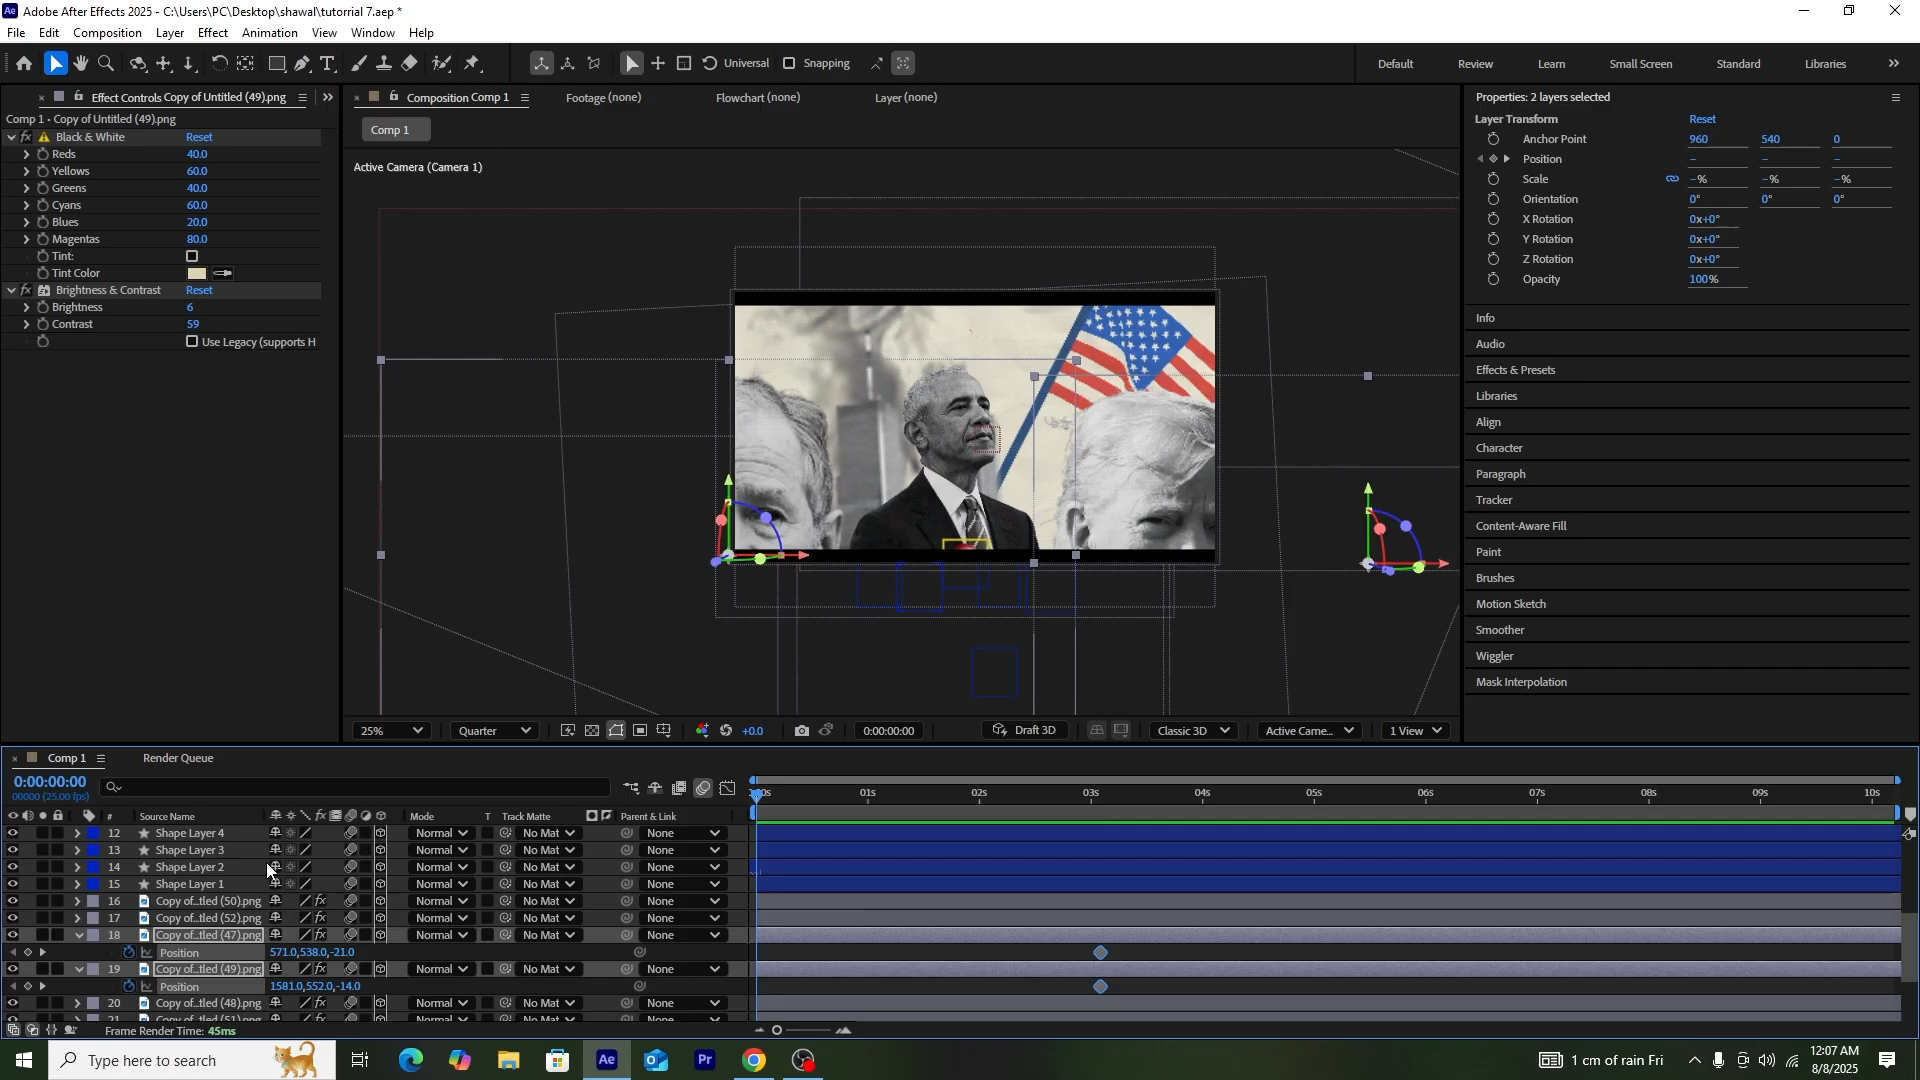 Adobe After Effects 2025 - C:\Users\PC\Desktop\shawal\tutorrial 7.aep *
File Edit Composition Layer Effect Animation View Window Help
Universal Snapping Default Review Learn Small Screen Standard Libraries
Effect Controls Copy of Untitled (49).png
Comp 1 • Copy of Untitled (49).png
Black & White Reset
Reds 40.0
Yellows 60.0
Greens 40.0
Cyans 60.0
Blues 20.0
Magentas 80.0
Tint:
Tint Color
Brightness & Contrast Reset
Brightness 6
Contrast 59
Use Legacy (supports H
Composition Comp 1 Footage (none) Flowchart (none) Layer (none)
Comp 1
Active Camera (Camera 1)
25% Quarter +0.0 0:00:00:00 Draft 3D Classic 3D Active Came... 1 View
Properties: 2 layers selected
Layer Transform Reset
Anchor Point 960 540 0
Position – – –
Scale –% –% –%
Orientation 0° 0° 0°
X Rotation 0x+0°
Y Rotation 0x+0°
Z Rotation 0x+0°
Opacity 100%
Info
Audio
Effects & Presets
Libraries
Align
Character
Paragraph
Tracker
Content-Aware Fill
Paint
Brushes
Motion Sketch
Smoother
Wiggler
Mask Interpolation
Comp 1 Render Queue
0:00:00:00
00000 (25.00 fps)
0s 01s 02s 03s 04s 05s 06s 07s 08s 09s 10s
# Source Name Mode T Track Matte Parent & Link
12 Shape Layer 4 Normal No Mat None
13 Shape Layer 3 Normal No Mat None
14 Shape Layer 2 Normal No Mat None
15 Shape Layer 1 Normal No Mat None
16 Copy of...tled (50).png Normal No Mat None
17 Copy of...tled (52).png Normal No Mat None
18 Copy of...tled (47).png Normal No Mat None
Position 571.0,538.0,-21.0
19 Copy of...tled (49).png Normal No Mat None
Position 1581.0,552.0,-14.0
20 Copy of...tled (48).png Normal No Mat None
21 Copy of...tled (51).png Normal No Mat None
Frame Render Time: 45ms
Type here to search
1 cm of rain Fri
12:07 AM
8/8/2025